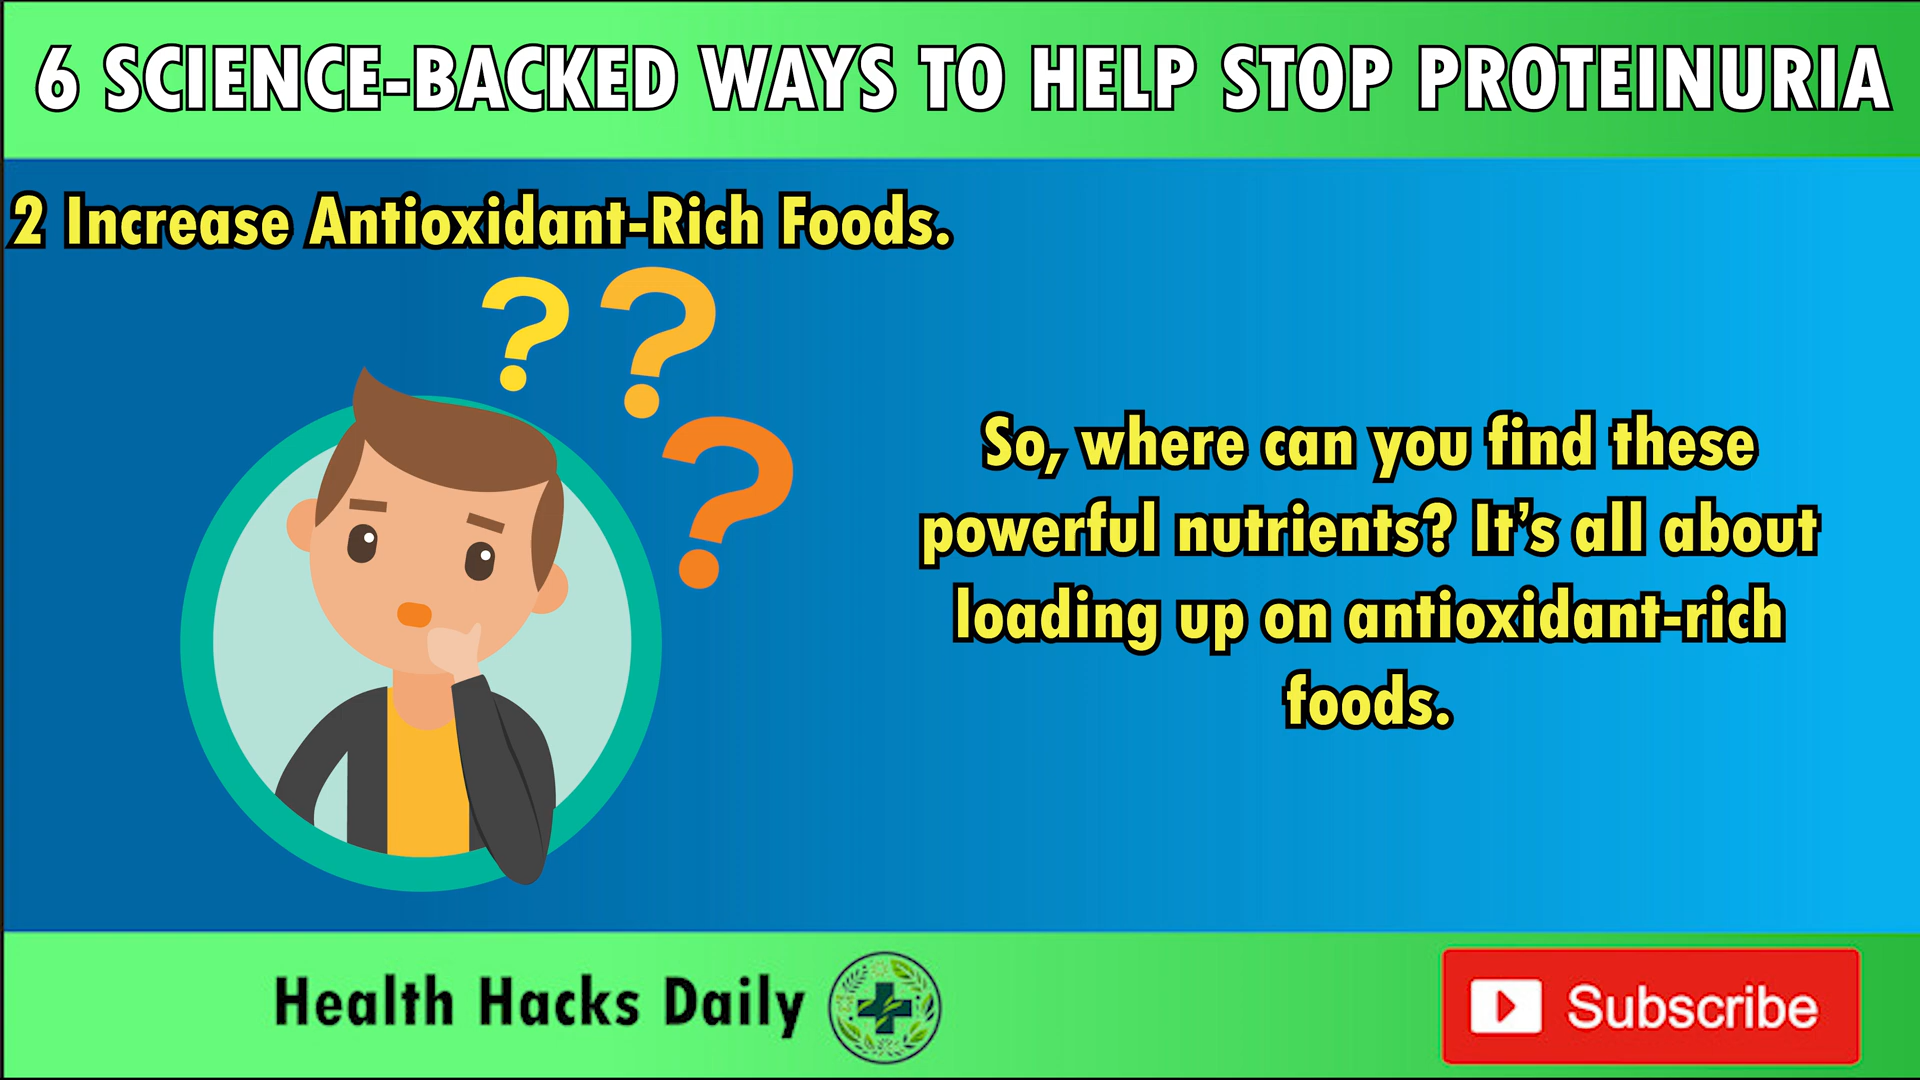 6 SCIENCE-BACKED WAYS TO HELP STOP PROTEINURIA
2 Increase Antioxidant-Rich Foods.
? ? ?
So, where can you find these
powerful nutrients? It's all about
loading up on antioxidant-rich
foods.
Health Hacks Daily
Subscribe